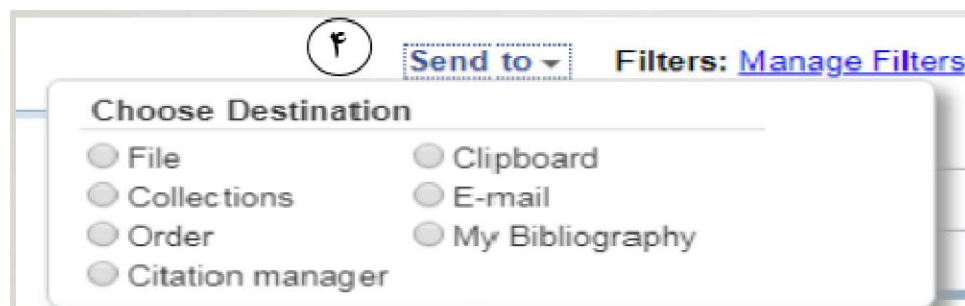 ۴ Send to Filters: Manage Filters
Choose Destination
File Clipboard
Collections E-mail
Order My Bibliography
Citation manager